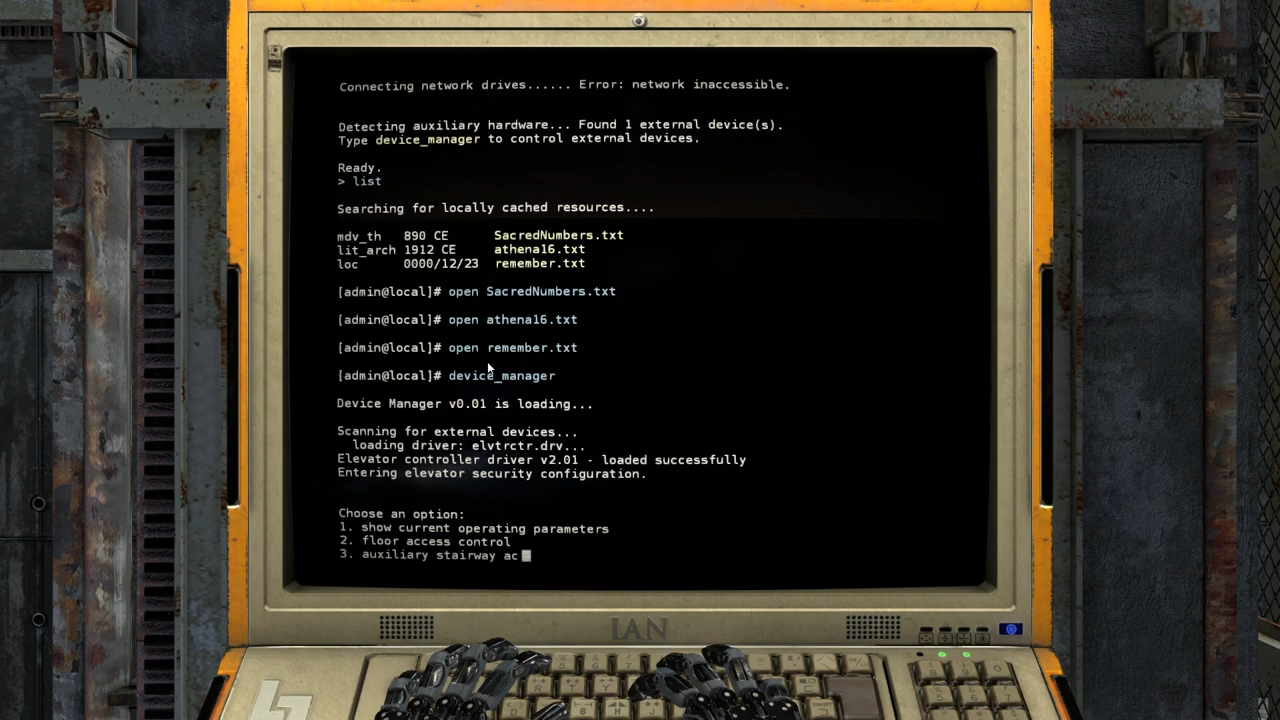 Connecting network drives...... Error: network inaccessible.
Detecting auxiliary hardware... Found 1 external device(s).
Type device_manager to control external devices.
Ready.
> list
Searching for locally cached resources....
mdv_th 890 CE SacredNumbers.txt
lit_arch 1912 CE athena16.txt
loc 0000/12/23 remember.txt
[admin@local]# open SacredNumbers.txt
[admin@local]# open athena16.txt
[admin@local]# open remember.txt
[admin@local]# device_manager
Device Manager v0.01 is loading...
Scanning for external devices...
loading driver: elvtrctr.drv...
Elevator controller driver v2.01 - loaded successfully
Entering elevator security configuration.
Choose an option:
1. show current operating parameters
2. floor access control
3. auxiliary stairway ac
IAN